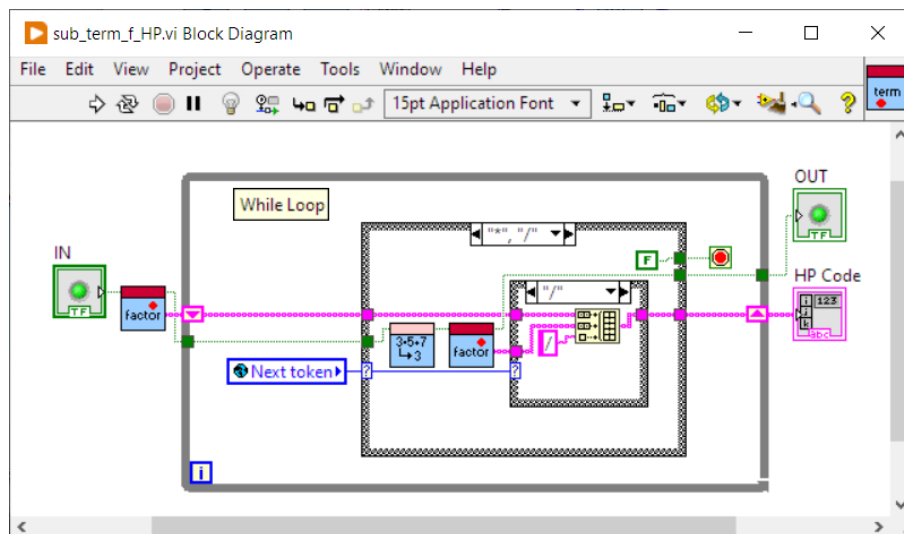 sub_term_f_HP.vi Block Diagram
File Edit View Project Operate Tools Window Help
15pt Application Font
term
While Loop
"*", "/"
OUT
TF
IN
TF
factor
F
"/"
HP Code
i 123
j
k
abc
3•5+7
↳3
factor
/
Next token
?
?
i